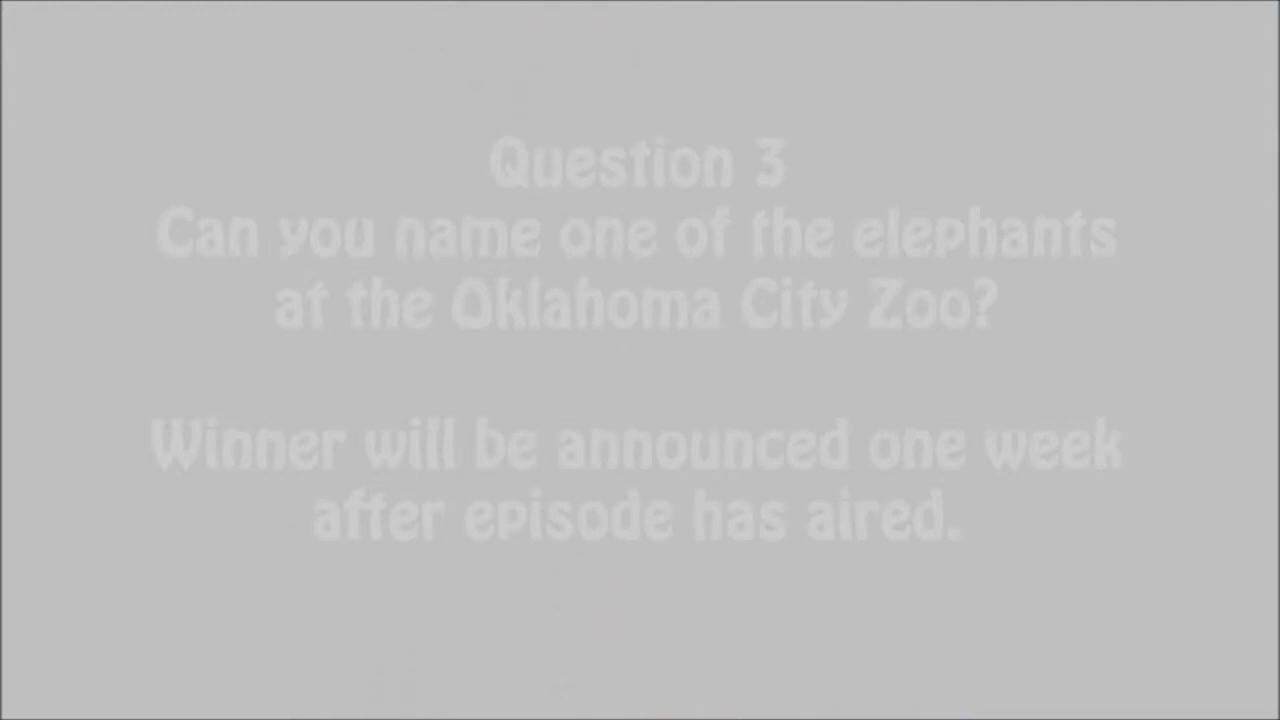 Question 3
Can you name one of the elephants
at the Oklahoma City Zoo?
Winner will be announced one week
after episode has aired.